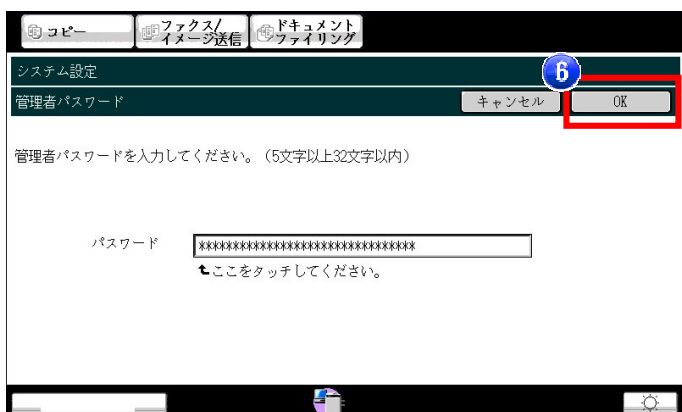 コピー
ファクス/
イメージ送信
ドキュメント
ファイリング
システム設定
6
管理者パスワード
キャンセル
OK
管理者パスワードを入力してください。（5文字以上32文字以内）
パスワード
********************************
ここをタッチしてください。